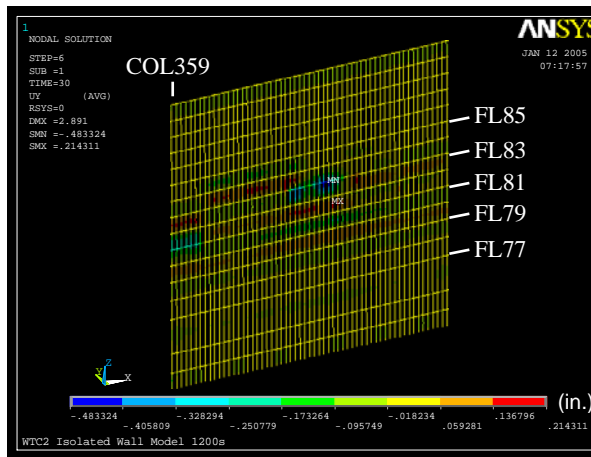 1
NODAL SOLUTION
STEP=6
SUB =1
TIME=30
UY (AVG)
RSYS=0
DMX =2.891
SMN =-.483324
SMX =.214311
ANSYS
JAN 12 2005
07:17:57
COL359
FL85
FL83
FL81
FL79
FL77
MN
MX
Z
Y
X
(in.)
-.483324 -.328294 -.173264 -.018234 .136796
-.405809 -.250779 -.095749 .059281 .214311
WTC2 Isolated Wall Model 1200s